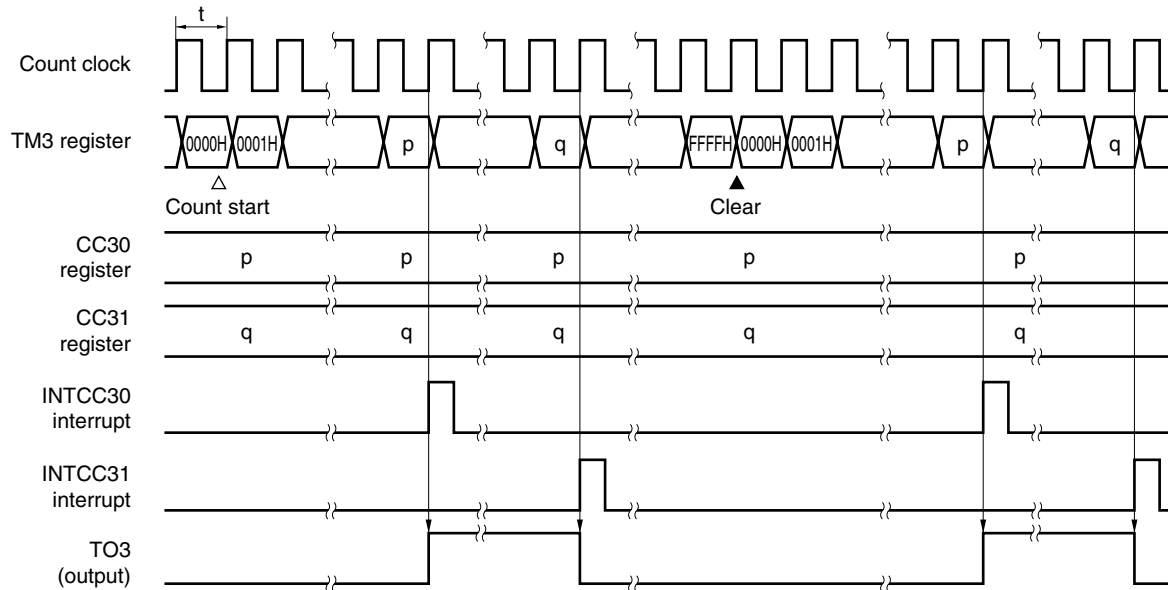 t
Count clock
TM3 register
0000H 0001H p q FFFFH 0000H 0001H p q
Count start
Clear
CC30
register
p p p p p
CC31
register
q q q q q
INTCC30
interrupt
INTCC31
interrupt
TO3
(output)